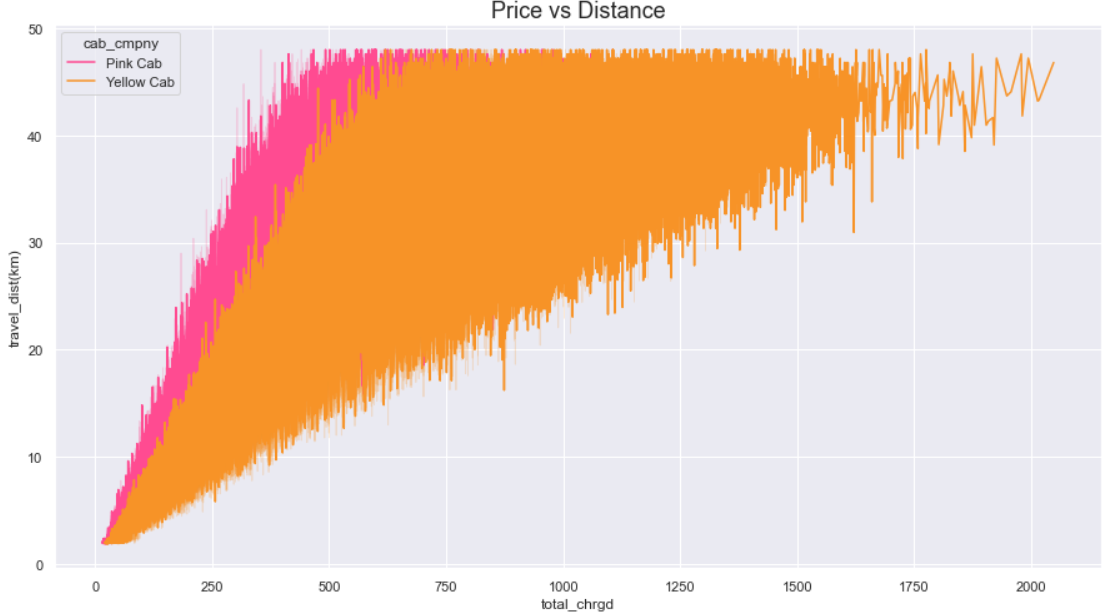 Price vs Distance
cab_cmpny
Pink Cab
Yellow Cab
travel_dist(km)
50
40
30
20
10
0
0 250 500 750 1000 1250 1500 1750 2000
total_chrgd